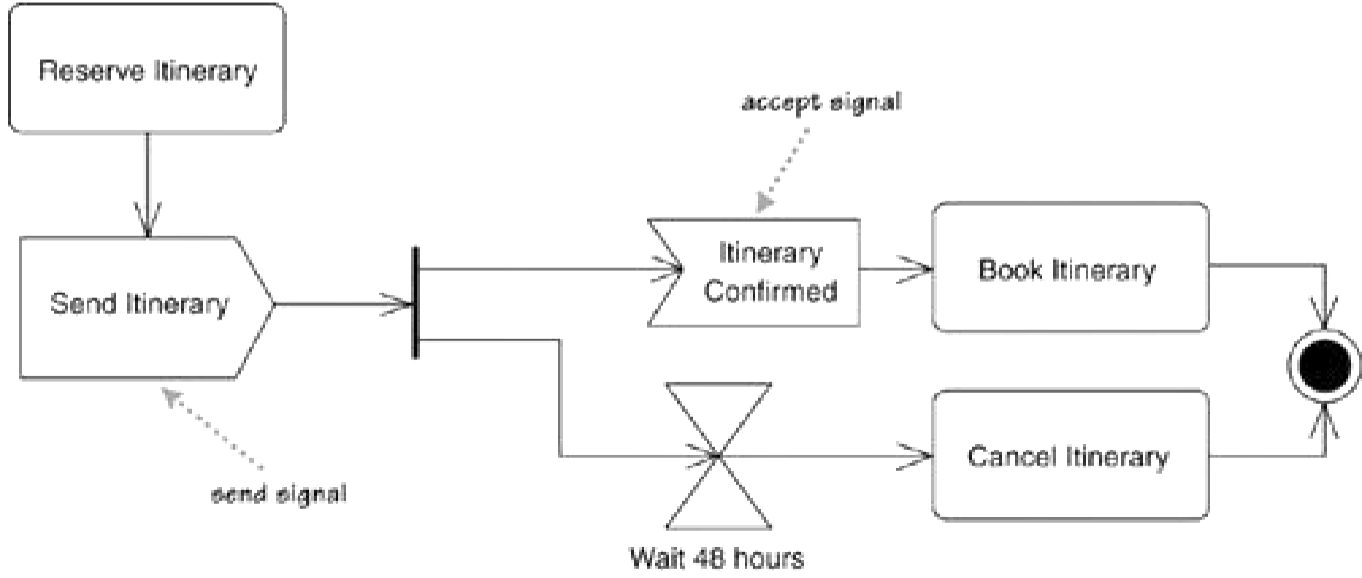 Reserve Itinerary
accept signal
Itinerary
Confirmed
Book Itinerary
Send Itinerary
Cancel Itinerary
send signal
Wait 48 hours